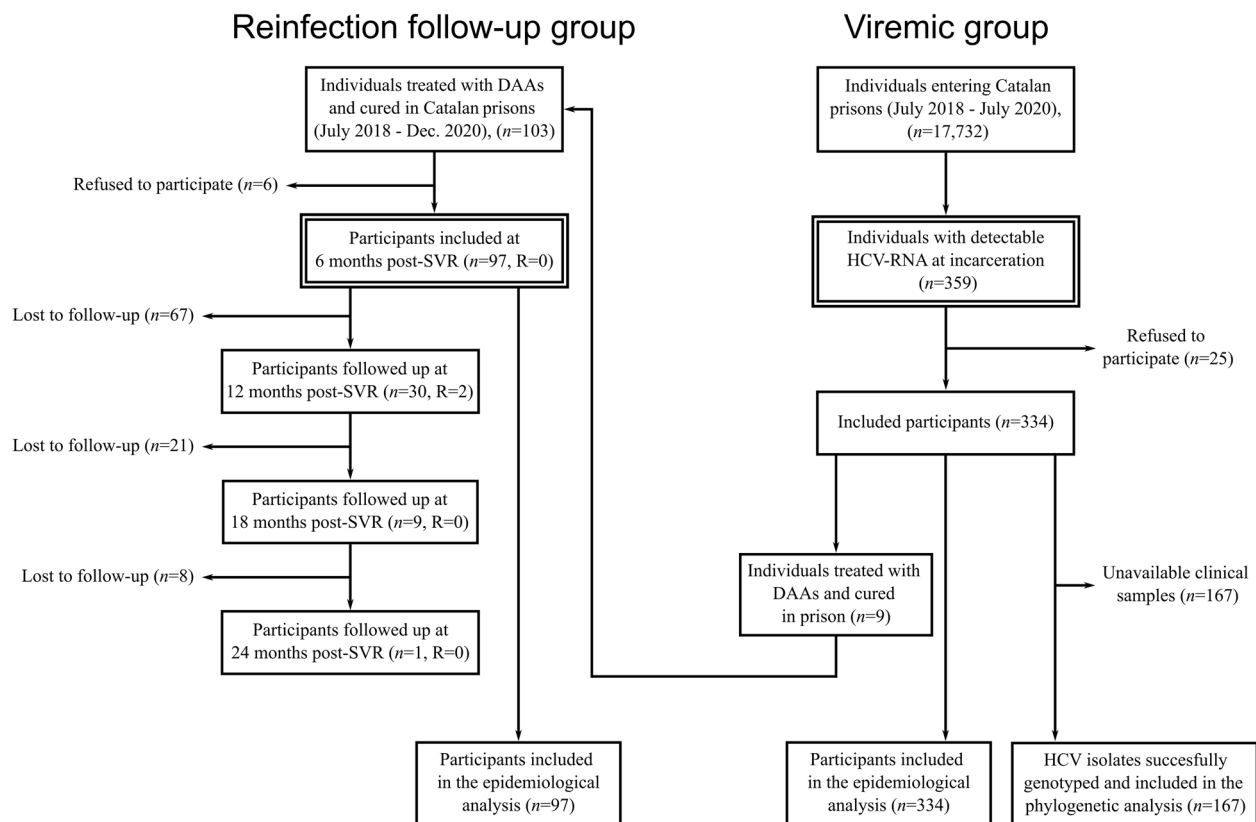 Reinfection follow-up group
Individuals treated with DAAs
and cured in Catalan prisons
(July 2018 - Dec. 2020), (n=103)
Refused to participate (n=6)
Participants included at
6 months post-SVR (n=97, R=0)
Lost to follow-up (n=67)
Participants followed up at
12 months post-SVR (n=30, R=2)
Lost to follow-up (n=21)
Participants followed up at
18 months post-SVR (n=9, R=0)
Lost to follow-up (n=8)
Participants followed up at
24 months post-SVR (n=1, R=0)
Participants included
in the epidemiological
analysis (n=97)
Viremic group
Individuals entering Catalan
prisons (July 2018 - July 2020),
(n=17,732)
Individuals with detectable
HCV-RNA at incarceration
(n=359)
Refused to
participate (n=25)
Included participants (n=334)
Individuals treated with
DAAs and cured
in prison (n=9)
Unavailable clinical
samples (n=167)
Participants included
in the epidemiological
analysis (n=334)
HCV isolates succesfully
genotyped and included in the
phylogenetic analysis (n=167)